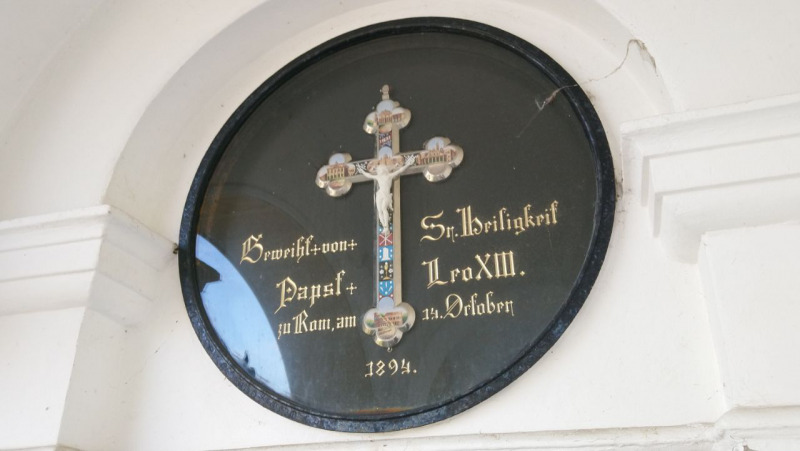 Geweiht+von+ Sr. Heiligkeit
Papst+ Leo XIII.
zu Rom, am 14. Oktober
1894.